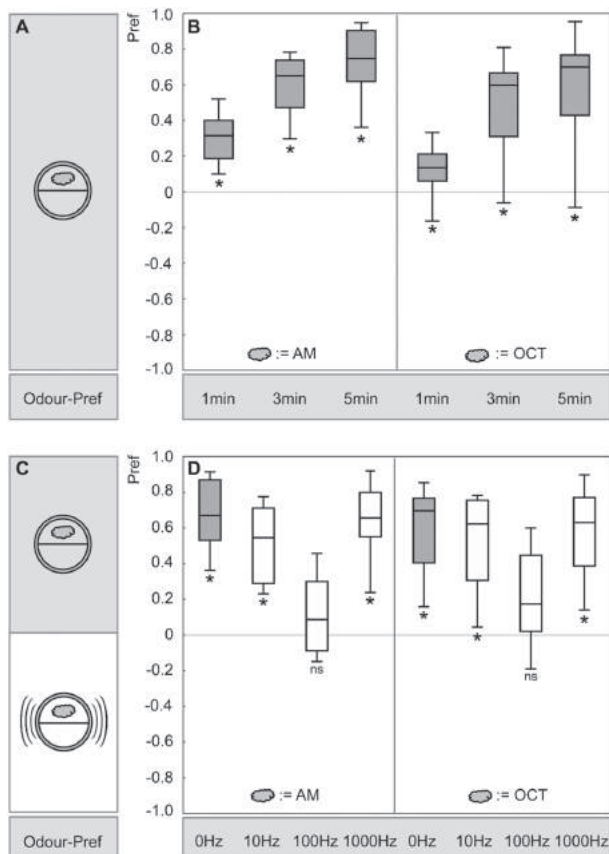 A
B
Pref
1.0
0.8
0.6
0.4
0.2
0
0.2
0.4
0.6
0.8
1.0
* * * * * *
:= AM := OCT
Odour-Pref 1min 3min 5min 1min 3min 5min
C
D
Pref
1.0
0.8
0.6
0.4
0.2
0
0.2
0.4
0.6
0.8
1.0
* * ns * * * ns *
:= AM := OCT
Odour-Pref 0Hz 10Hz 100Hz 1000Hz 0Hz 10Hz 100Hz 1000Hz